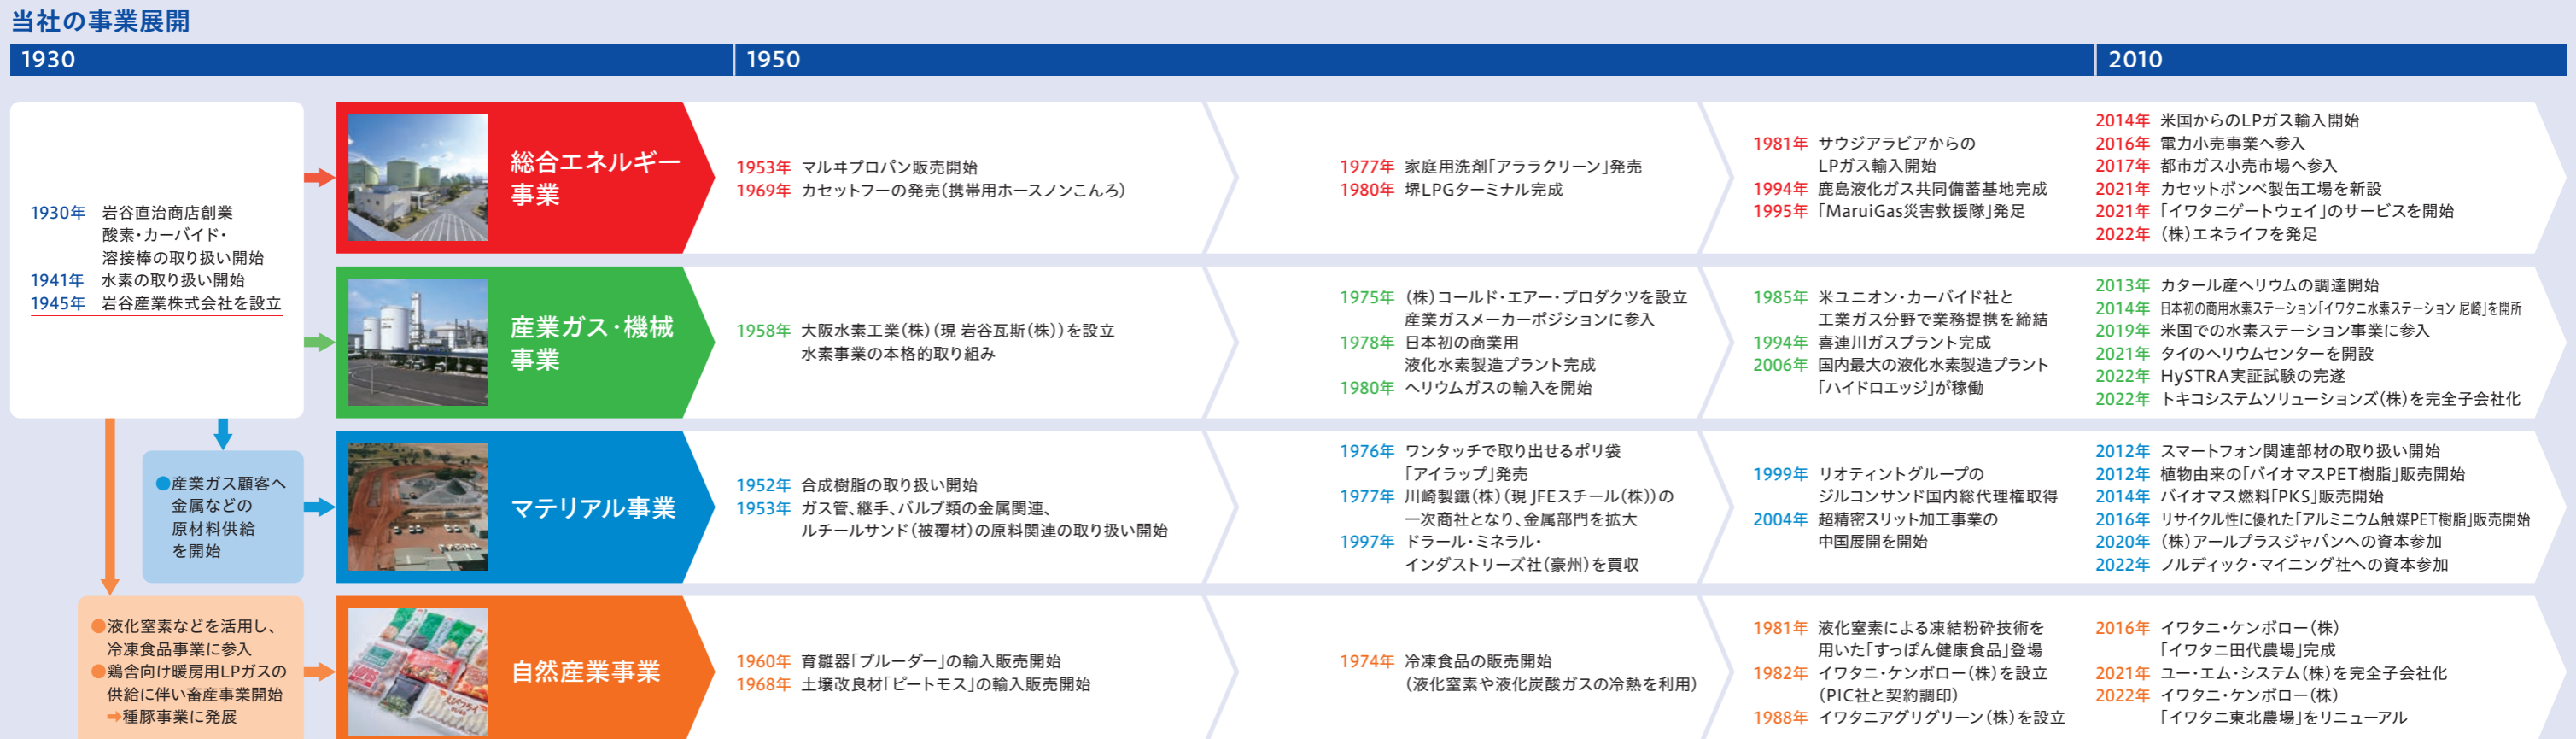 当社の事業展開
1930
1950
2010
1930年 岩谷直治商店創業
酸素・カーバイド・
溶接棒の取り扱い開始
1941年 水素の取り扱い開始
1945年 岩谷産業株式会社を設立
総合エネルギー
事業
1953年 マルヰプロパン販売開始
1969年 カセットフーの発売(携帯用ホースノンこんろ)
1977年 家庭用洗剤「アララクリーン」発売
1980年 堺LPGターミナル完成
1981年 サウジアラビアからの
LPガス輸入開始
1994年 鹿島液化ガス共同備蓄基地完成
1995年 「MaruiGas災害救援隊」発足
2014年 米国からのLPガス輸入開始
2016年 電力小売事業へ参入
2017年 都市ガス小売市場へ参入
2021年 カセットボンベ製缶工場を新設
2021年 「イワタニゲートウェイ」のサービスを開始
2022年 (株)エネライフを発足
産業ガス・機械
事業
1958年 大阪水素工業(株)(現 岩谷瓦斯(株))を設立
水素事業の本格的取り組み
1975年 (株)コールド・エアー・プロダクツを設立
産業ガスメーカーポジションに参入
1978年 日本初の商業用
液化水素製造プラント完成
1980年 ヘリウムガスの輸入を開始
1985年 米ユニオン・カーバイド社と
工業ガス分野で業務提携を締結
1994年 喜連川ガスプラント完成
2006年 国内最大の液化水素製造プラント
「ハイドロエッジ」が稼働
2013年 カタール産ヘリウムの調達開始
2014年 日本初の商用水素ステーション「イワタニ水素ステーション 尼崎」を開所
2019年 米国での水素ステーション事業に参入
2021年 タイのヘリウムセンターを開設
2022年 HySTRA実証試験の完遂
2022年 トキコシステムソリューションズ(株)を完全子会社化
●産業ガス顧客へ
金属などの
原材料供給
を開始
マテリアル事業
1952年 合成樹脂の取り扱い開始
1953年 ガス管、継手、バルブ類の金属関連、
ルチールサンド(被覆材)の原料関連の取り扱い開始
1976年 ワンタッチで取り出せるポリ袋
「アイラップ」発売
1977年 川崎製鐵(株)(現 JFEスチール(株))の
一次商社となり、金属部門を拡大
1997年 ドラール・ミネラル・
インダストリーズ社(豪州)を買収
1999年 リオティントグループの
ジルコンサンド国内総代理権取得
2004年 超精密スリット加工事業の
中国展開を開始
2012年 スマートフォン関連部材の取り扱い開始
2012年 植物由来の「バイオマスPET樹脂」販売開始
2014年 バイオマス燃料「PKS」販売開始
2016年 リサイクル性に優れた「アルミニウム触媒PET樹脂」販売開始
2020年 (株)アールプラスジャパンへの資本参加
2022年 ノルディック・マイニング社への資本参加
●液化窒素などを活用し、
冷凍食品事業に参入
●鶏舎向け暖房用LPガスの
供給に伴い畜産事業開始
➡種豚事業に発展
自然産業事業
1960年 育雛器「ブルーダー」の輸入販売開始
1968年 土壌改良材「ピートモス」の輸入販売開始
1974年 冷凍食品の販売開始
(液化窒素や液化炭酸ガスの冷熱を利用)
1981年 液化窒素による凍結粉砕技術を
用いた「すっぽん健康食品」登場
1982年 イワタニ・ケンボロー(株)を設立
(PIC社と契約調印)
1988年 イワタニアグリグリーン(株)を設立
2016年 イワタニ・ケンボロー(株)
「イワタニ田代農場」完成
2021年 ユー・エム・システム(株)を完全子会社化
2022年 イワタニ・ケンボロー(株)
「イワタニ東北農場」をリニューアル